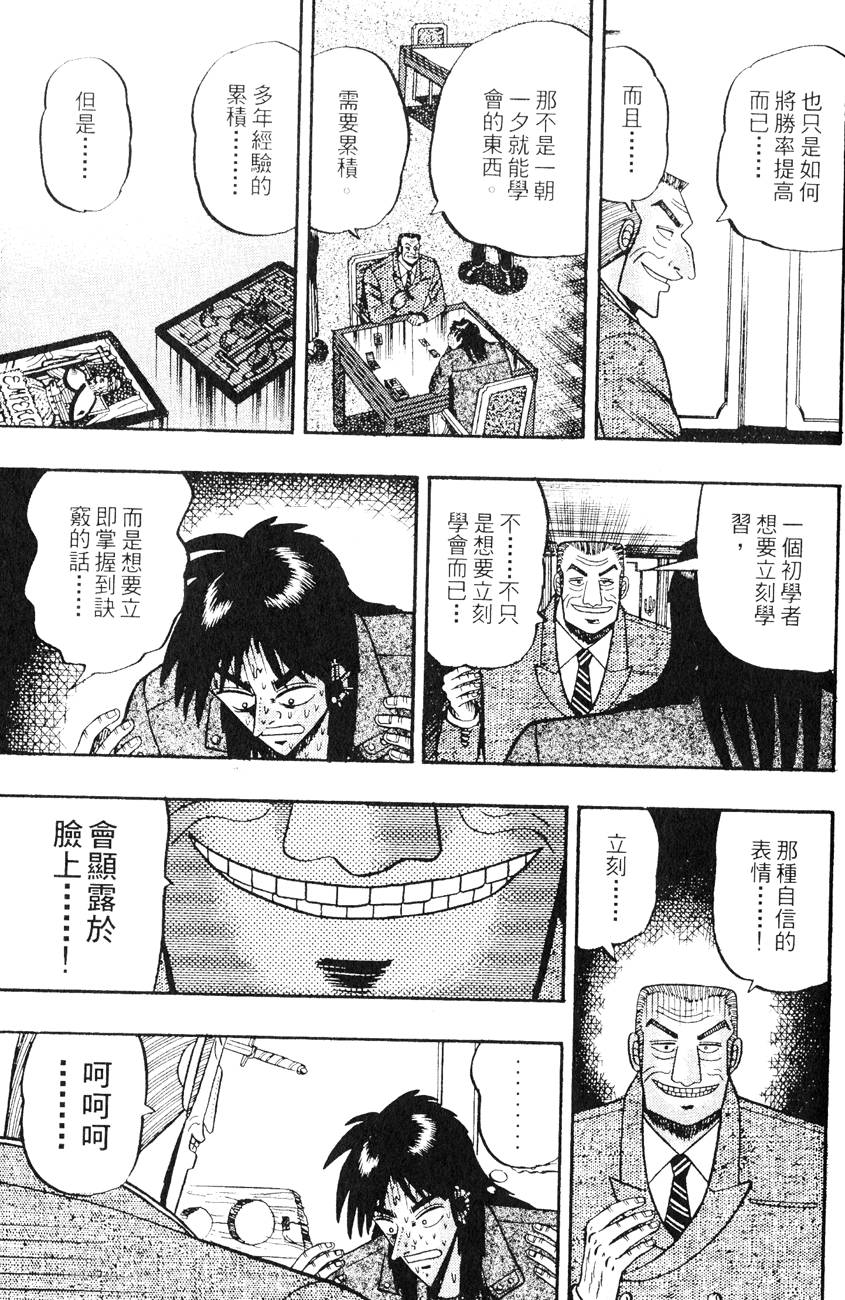 也只是如何
將勝率提高
而已……
而且……
那不是一朝
一夕就能學
會的東西。
需要累積。
多年經驗的
累積………
但是……
EMPERO
一個初學者
想要立刻學
習，
不……不只
是想要立刻
學會而已…
而是想要立
即掌握到訣
竅的話……
那種自信的
表情……！
立刻……
會顯露於
臉上………！
……
呵呵呵
………